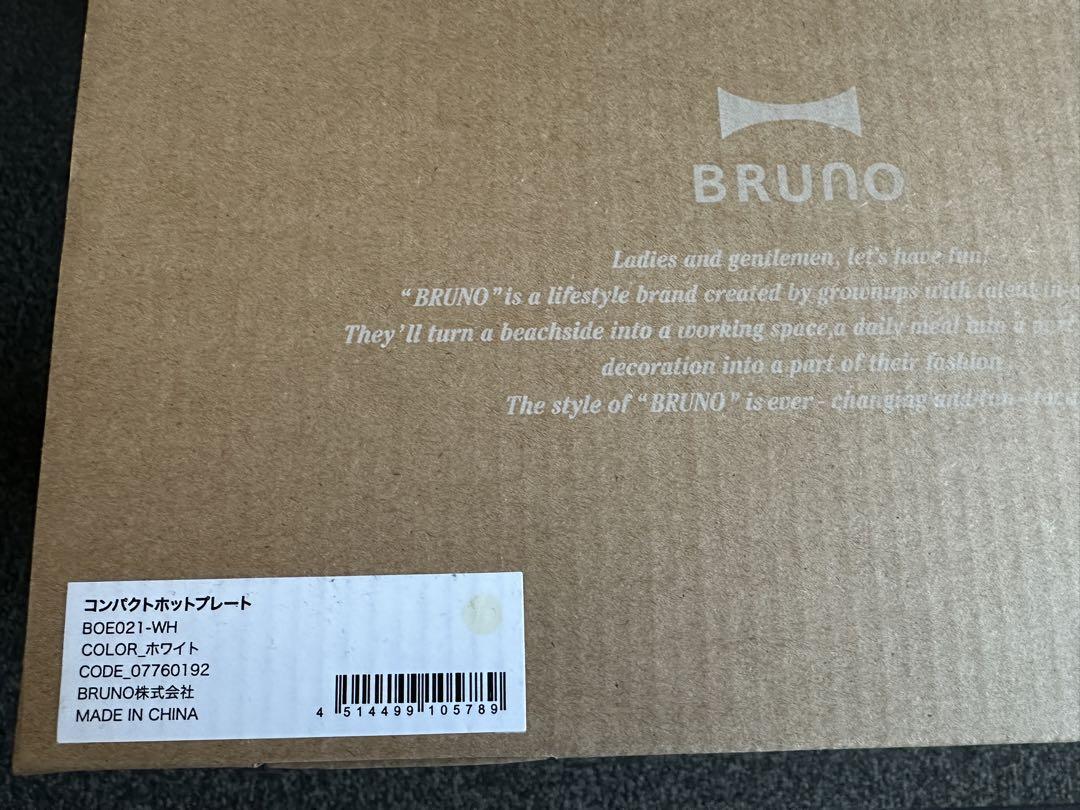 BRUNO
Ladies and gentlemen, let's have fun!
"BRUNO" is a lifestyle brand created by grownups with talent in
They'll turn a beachside into a working space,a daily meal into a
decoration into a part of their fashion
The style of "BRUNO" is ever - changing
コンパクトホットプレート
BOE021-WH
COLOR_ホワイト
CODE_07760192
BRUNO株式会社
MADE IN CHINA
4 514499 105789